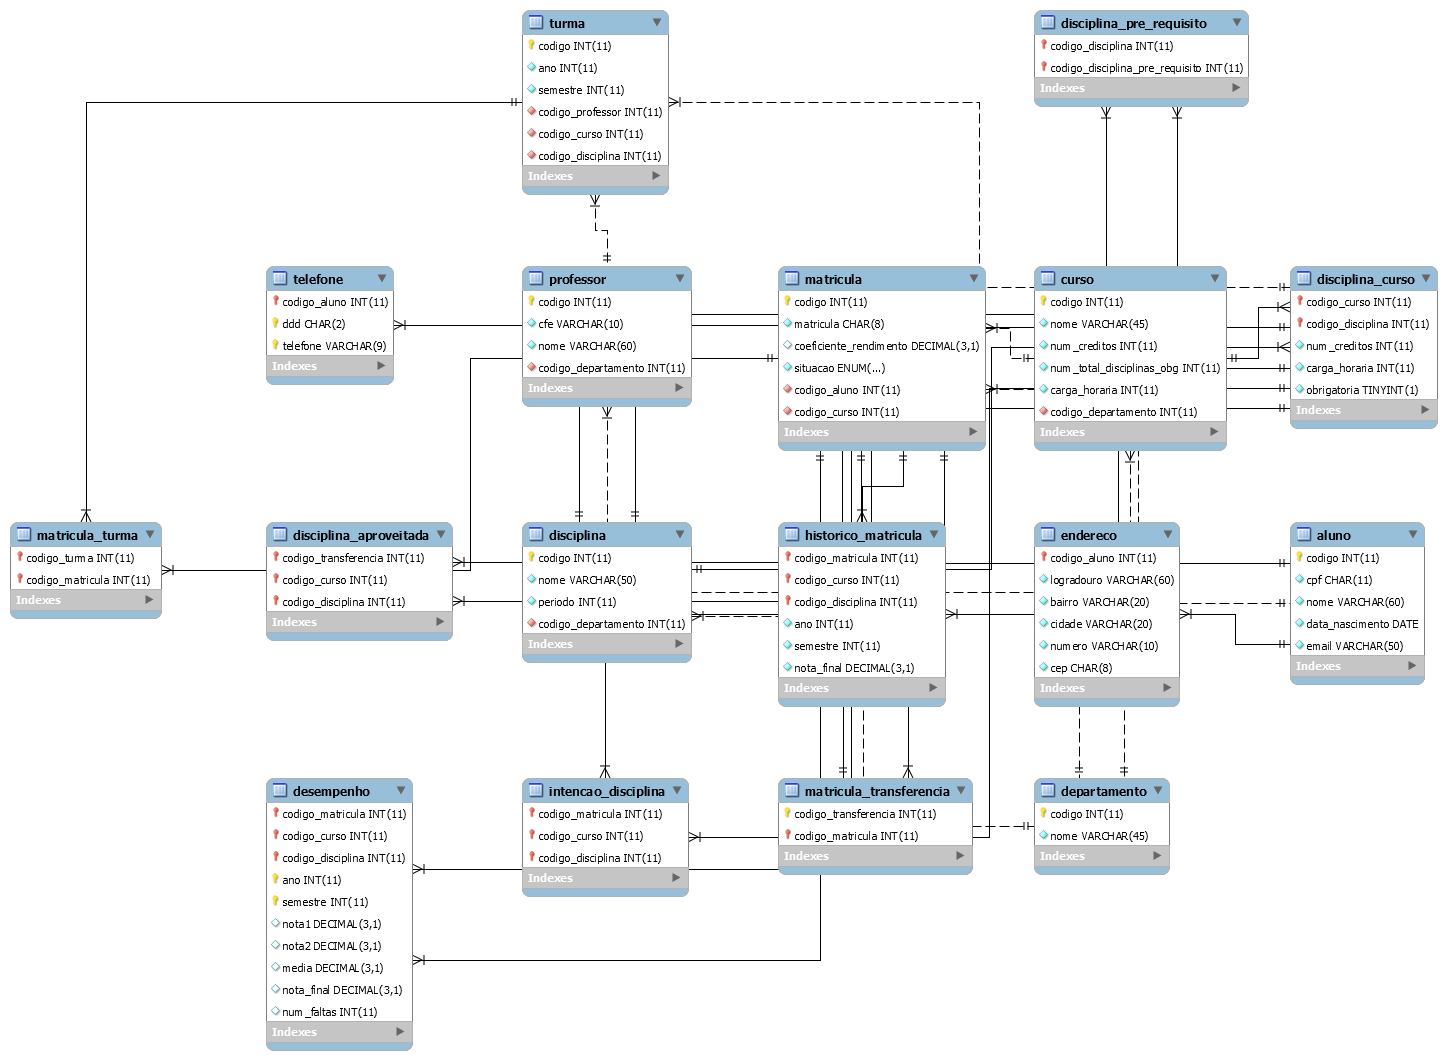 turma
codigo INT(11)
ano INT(11)
semestre INT(11)
codigo_professor INT(11)
codigo_curso INT(11)
codigo_disciplina INT(11)
Indexes
disciplina_pre_requisito
codigo_disciplina INT(11)
codigo_disciplina_pre_requisito INT(11)
Indexes
telefone
codigo_aluno INT(11)
ddd CHAR(2)
telefone VARCHAR(9)
Indexes
professor
codigo INT(11)
cfe VARCHAR(10)
nome VARCHAR(60)
codigo_departamento INT(11)
Indexes
matricula
codigo INT(11)
matricula CHAR(8)
coeficiente_rendimento DECIMAL(3,1)
situacao ENUM(...)
codigo_aluno INT(11)
codigo_curso INT(11)
Indexes
curso
codigo INT(11)
nome VARCHAR(45)
num_creditos INT(11)
num_total_disciplinas_obg INT(11)
carga_horaria INT(11)
codigo_departamento INT(11)
Indexes
disciplina_curso
codigo_curso INT(11)
codigo_disciplina INT(11)
num_creditos INT(11)
carga_horaria INT(11)
obrigatoria TINYINT(1)
Indexes
matricula_turma
codigo_turma INT(11)
codigo_matricula INT(11)
Indexes
disciplina_aproveitada
codigo_transferencia INT(11)
codigo_curso INT(11)
codigo_disciplina INT(11)
Indexes
disciplina
codigo INT(11)
nome VARCHAR(50)
periodo INT(11)
codigo_departamento INT(11)
Indexes
historico_matricula
codigo_matricula INT(11)
codigo_curso INT(11)
codigo_disciplina INT(11)
ano INT(11)
semestre INT(11)
nota_final DECIMAL(3,1)
Indexes
endereco
codigo_aluno INT(11)
logradouro VARCHAR(60)
bairro VARCHAR(20)
cidade VARCHAR(20)
numero VARCHAR(10)
cep CHAR(8)
Indexes
aluno
codigo INT(11)
cpf CHAR(11)
nome VARCHAR(60)
data_nascimento DATE
email VARCHAR(50)
Indexes
desempenho
codigo_matricula INT(11)
codigo_curso INT(11)
codigo_disciplina INT(11)
ano INT(11)
semestre INT(11)
nota1 DECIMAL(3,1)
nota2 DECIMAL(3,1)
media DECIMAL(3,1)
nota_final DECIMAL(3,1)
num_faltas INT(11)
Indexes
intencao_disciplina
codigo_matricula INT(11)
codigo_curso INT(11)
codigo_disciplina INT(11)
Indexes
matricula_transferencia
codigo_transferencia INT(11)
codigo_matricula INT(11)
Indexes
departamento
codigo INT(11)
nome VARCHAR(45)
Indexes